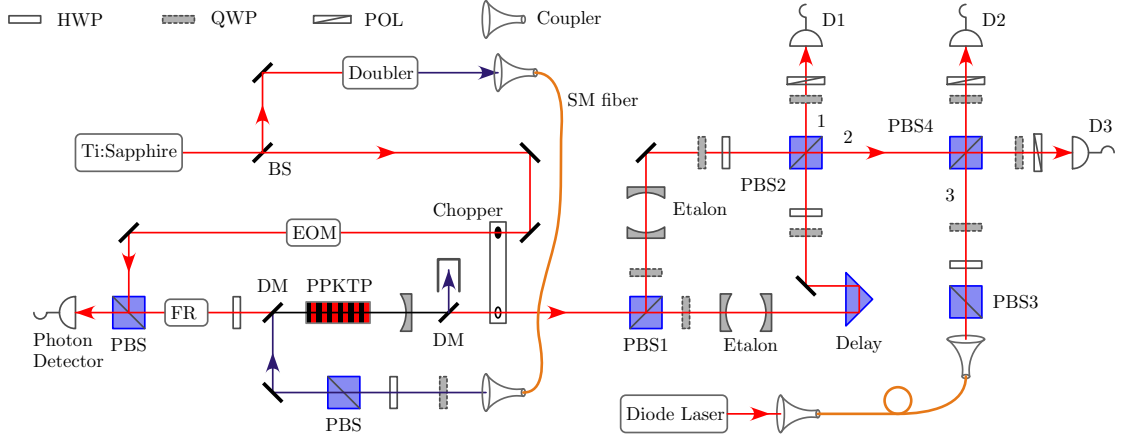 HWP
QWP
POL
Coupler
D1
D2
Doubler
SM fiber
Ti:Sapphire
BS
1
2
PBS4
D3
PBS2
3
Chopper
Etalon
EOM
DM
PPKTP
FR
PBS
Photon
Detector
DM
PBS1
Etalon
Delay
PBS3
PBS
Diode Laser